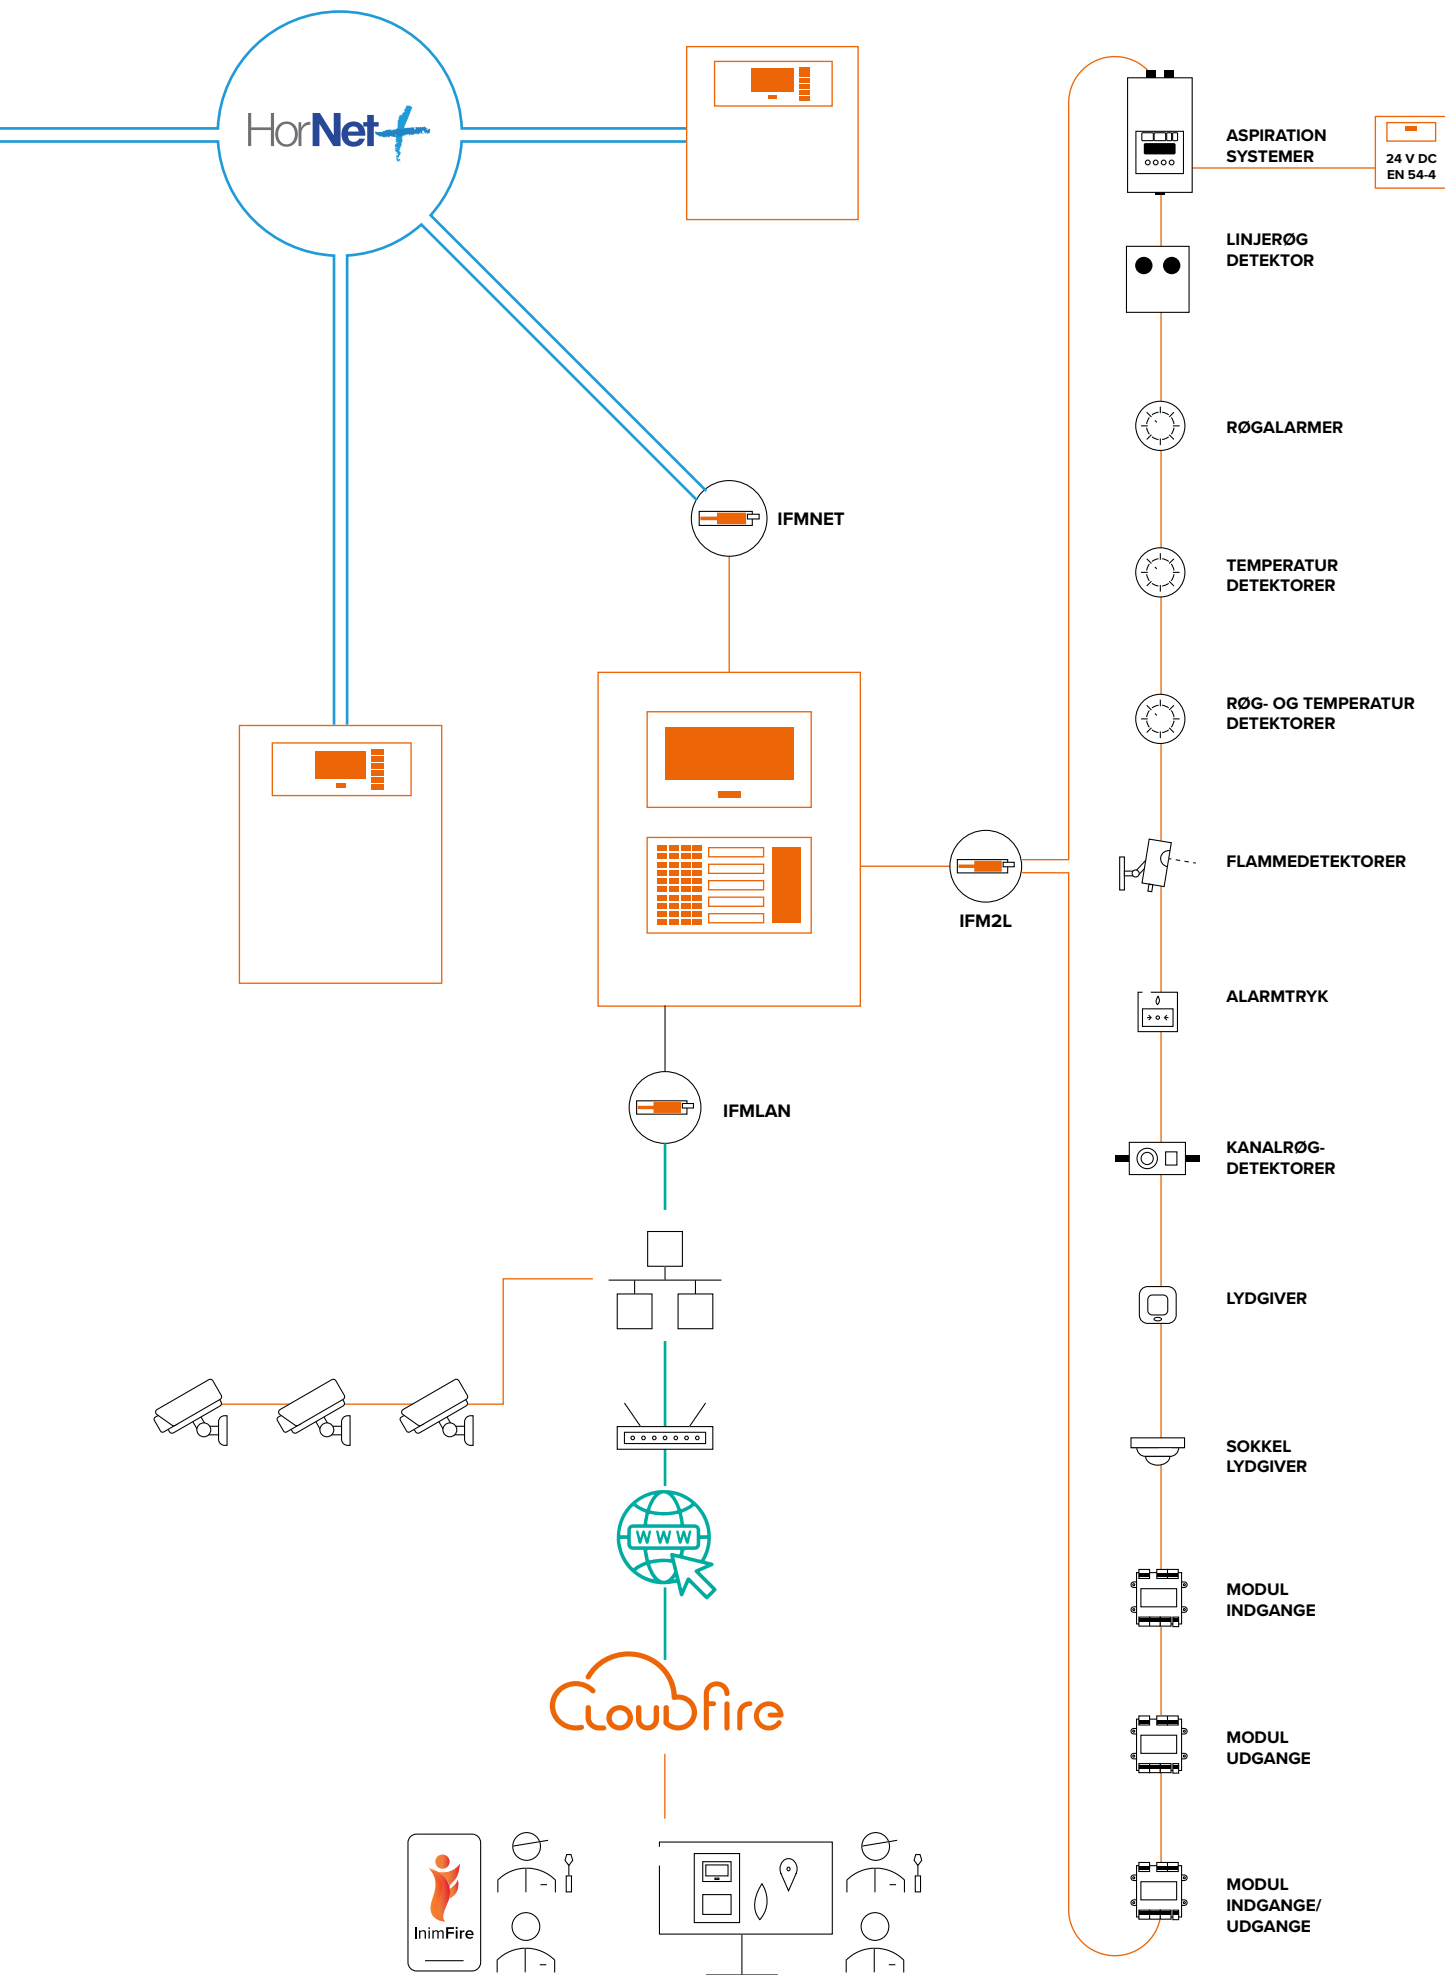 HorNet+
ASPIRATION
SYSTEMER
24 V DC
EN 54-4
LINJERØG
DETEKTOR
RØGALARMER
IFMNET
TEMPERATUR
DETEKTORER
RØG- OG TEMPERATUR
DETEKTORER
FLAMMEDETEKTORER
IFM2L
ALARMTRYK
IFMLAN
KANALRØG-
DETEKTORER
LYDGIVER
SOKKEL
LYDGIVER
WWW
MODUL
INDGANGE
CLOUDfire
MODUL
UDGANGE
MODUL
INDGANGE/
UDGANGE
InimFire